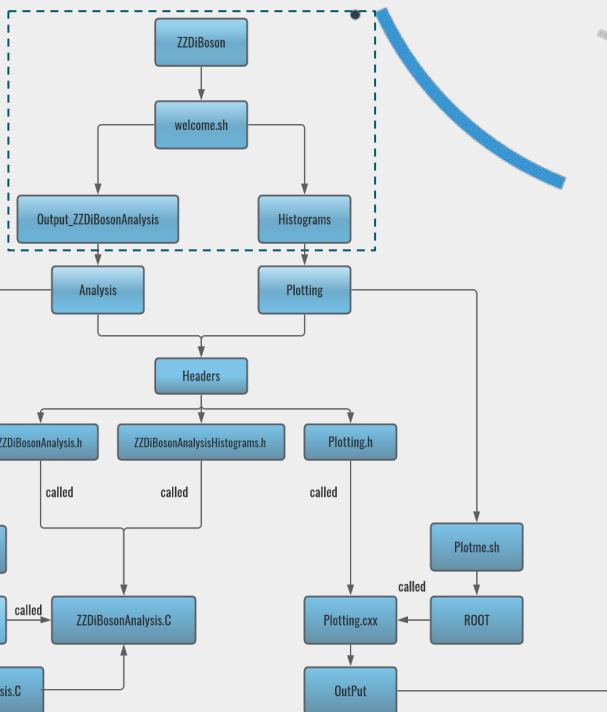 ZZDiBoson
welcome.sh
Output_ZZDiBosonAnalysis
Histograms
Analysis
Plotting
Headers
ZZDiBosonAnalysis.h
ZZDiBosonAnalysisHistograms.h
Plotting.h
called
called
called
Plotme.sh
called
called
ZZDiBosonAnalysis.C
Plotting.cxx
ROOT
sis.C
OutPut